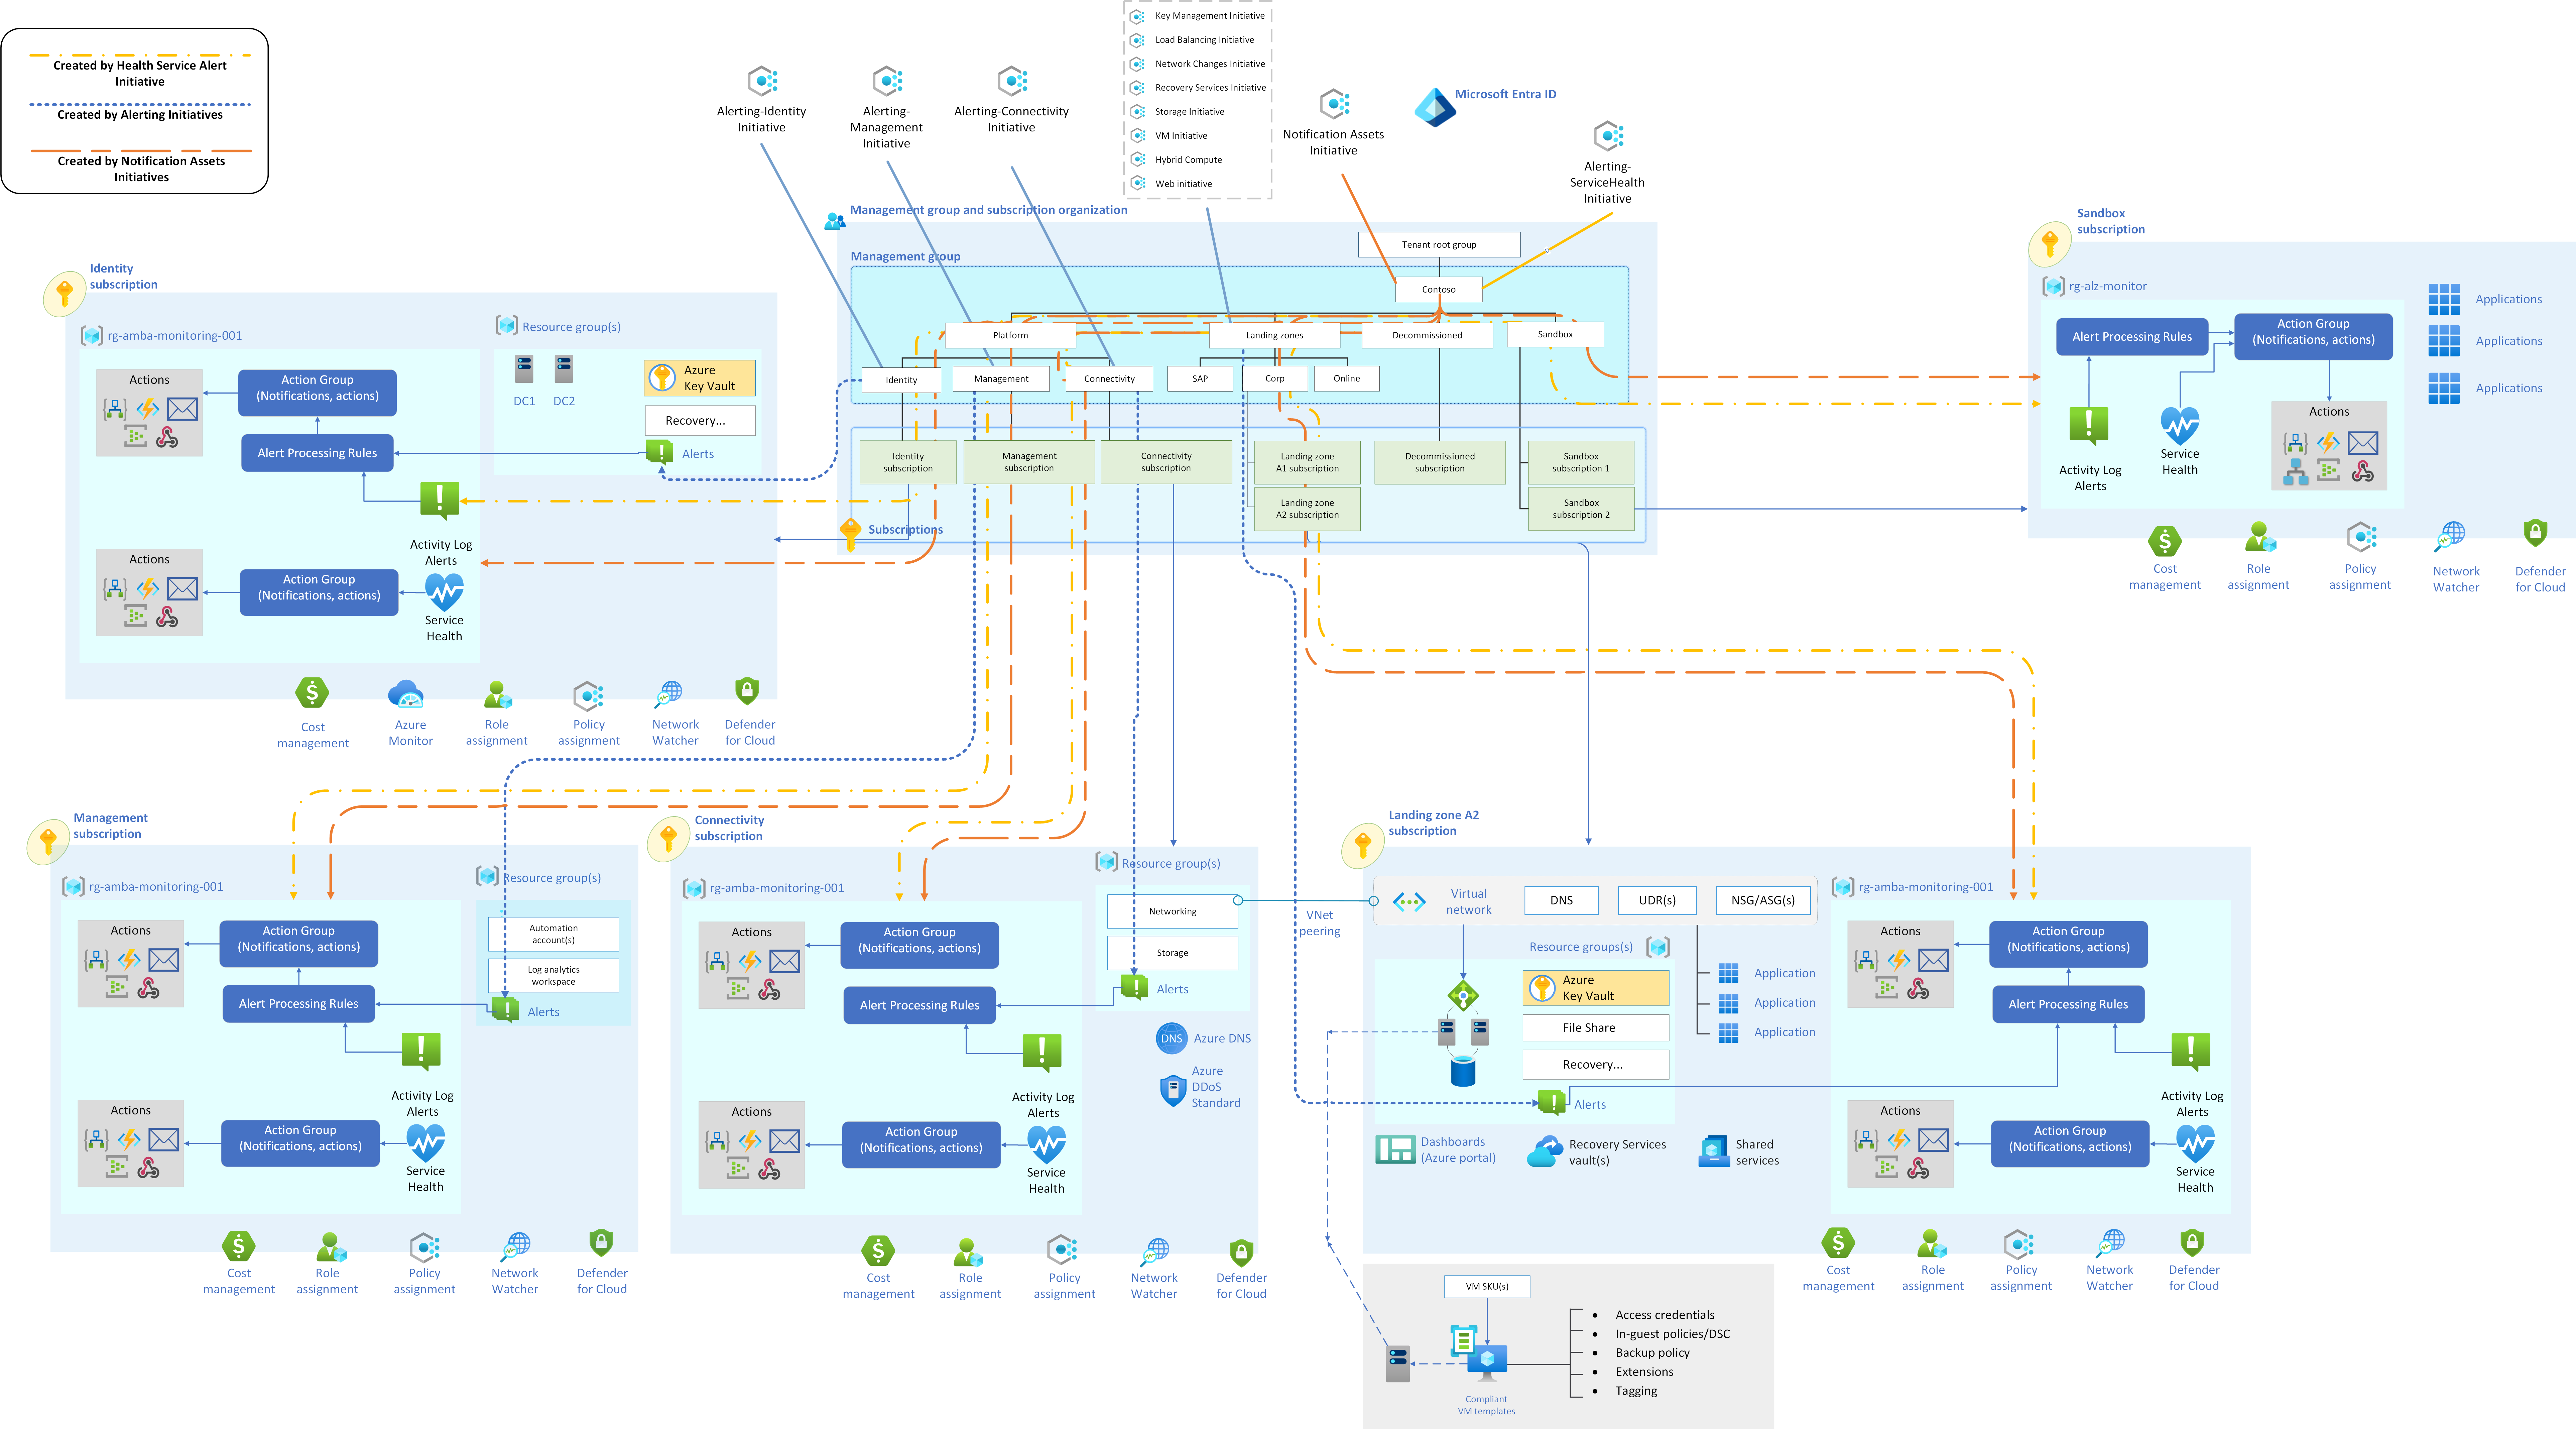 Created by Health Service Alert
Initiative
Created by Alerting Initiatives
Created by Notification Assets
Initiatives
Alerting-Identity
Initiative
Alerting-
Management
Initiative
Alerting-Connectivity
Initiative
Key Management Initiative
Load Balancing Initiative
Network Changes Initiative
Recovery Services Initiative
Storage Initiative
VM Initiative
Hybrid Compute
Web initiative
Notification Assets
Initiative
Microsoft Entra ID
Alerting-
ServiceHealth
Initiative
Management group and subscription organization
Management group
Tenant root group
Contoso
Platform
Landing zones
Decommissioned
Sandbox
Identity
Management
Connectivity
SAP
Corp
Online
Identity
subscription
Management
subscription
Connectivity
subscription
Landing zone
A1 subscription
Decommissioned
subscription
Sandbox
subscription 1
Landing zone
A2 subscription
Sandbox
subscription 2
Subscriptions
Identity
subscription
rg-amba-monitoring-001
Actions
Action Group
(Notifications, actions)
Alert Processing Rules
Activity Log
Alerts
Actions
Action Group
(Notifications, actions)
Service
Health
Resource group(s)
DC1
DC2
Azure
Key Vault
Recovery...
Alerts
Cost
management
Azure
Monitor
Role
assignment
Policy
assignment
Network
Watcher
Defender
for Cloud
Sandbox
subscription
rg-alz-monitor
Alert Processing Rules
Action Group
(Notifications, actions)
Activity Log
Alerts
Service
Health
Actions
Applications
Applications
Applications
Cost
management
Role
assignment
Policy
assignment
Network
Watcher
Defender
for Cloud
Management
subscription
rg-amba-monitoring-001
Actions
Action Group
(Notifications, actions)
Alert Processing Rules
Activity Log
Alerts
Actions
Action Group
(Notifications, actions)
Service
Health
Resource group(s)
Automation
account(s)
Log analytics
workspace
Alerts
Cost
management
Role
assignment
Policy
assignment
Network
Watcher
Defender
for Cloud
Connectivity
subscription
rg-amba-monitoring-001
Actions
Action Group
(Notifications, actions)
Alert Processing Rules
Activity Log
Alerts
Actions
Action Group
(Notifications, actions)
Service
Health
Resource group(s)
Networking
Storage
Alerts
DNS
Azure DNS
Azure
DDoS
Standard
Cost
management
Role
assignment
Policy
assignment
Network
Watcher
Defender
for Cloud
VNet
peering
Landing zone A2
subscription
Virtual
network
DNS
UDR(s)
NSG/ASG(s)
Resource groups(s)
Azure
Key Vault
File Share
Recovery...
Alerts
Application
Application
Application
Dashboards
(Azure portal)
Recovery Services
vault(s)
Shared
services
rg-amba-monitoring-001
Actions
Action Group
(Notifications, actions)
Alert Processing Rules
Activity Log
Alerts
Actions
Action Group
(Notifications, actions)
Service
Health
Cost
management
Role
assignment
Policy
assignment
Network
Watcher
Defender
for Cloud
VM SKU(s)
Compliant
VM templates
• Access credentials
• In-guest policies/DSC
• Backup policy
• Extensions
• Tagging